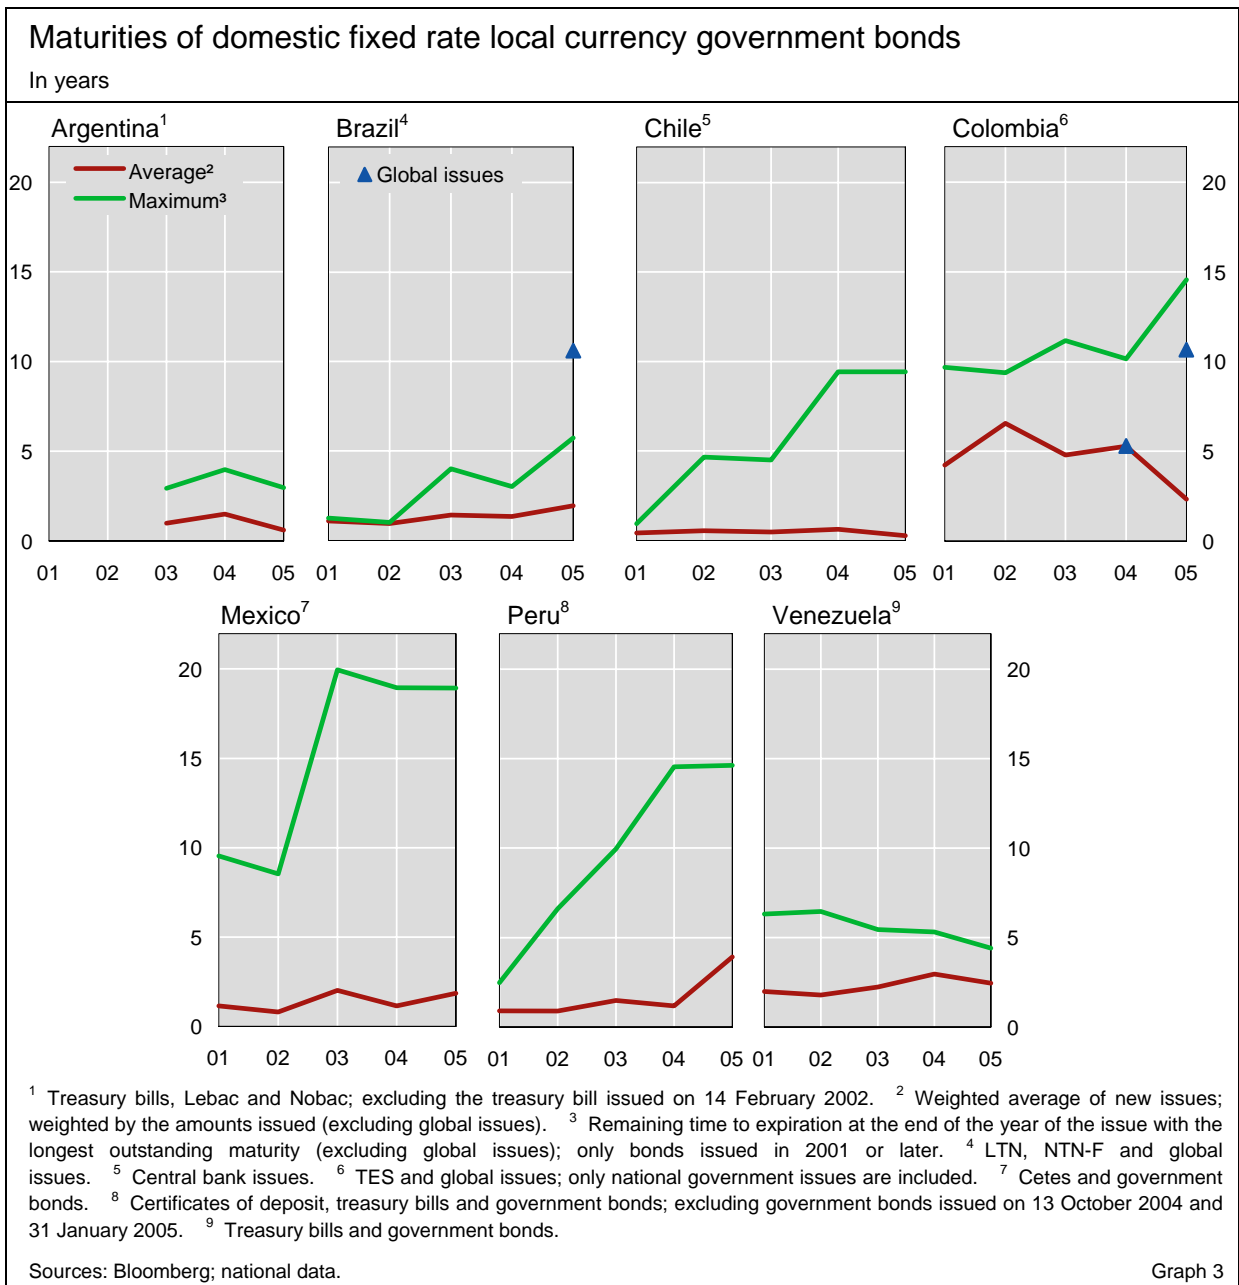 Maturities of domestic fixed rate local currency government bonds
In years
Argentina¹ Brazil⁴ Chile⁵ Colombia⁶
Average² Global issues
Maximum³
20 20
15 15
10 10
5 5
0 0
01 02 03 04 05 01 02 03 04 05 01 02 03 04 05 01 02 03 04 05
Mexico⁷ Peru⁸ Venezuela⁹
20 20
15 15
10 10
5 5
0 0
01 02 03 04 05 01 02 03 04 05 01 02 03 04 05
¹ Treasury bills, Lebac and Nobac; excluding the treasury bill issued on 14 February 2002. ² Weighted average of new issues;
weighted by the amounts issued (excluding global issues). ³ Remaining time to expiration at the end of the year of the issue with the
longest outstanding maturity (excluding global issues); only bonds issued in 2001 or later. ⁴ LTN, NTN-F and global
issues. ⁵ Central bank issues. ⁶ TES and global issues; only national government issues are included. ⁷ Cetes and government
bonds. ⁸ Certificates of deposit, treasury bills and government bonds; excluding government bonds issued on 13 October 2004 and
31 January 2005. ⁹ Treasury bills and government bonds.
Sources: Bloomberg; national data. Graph 3